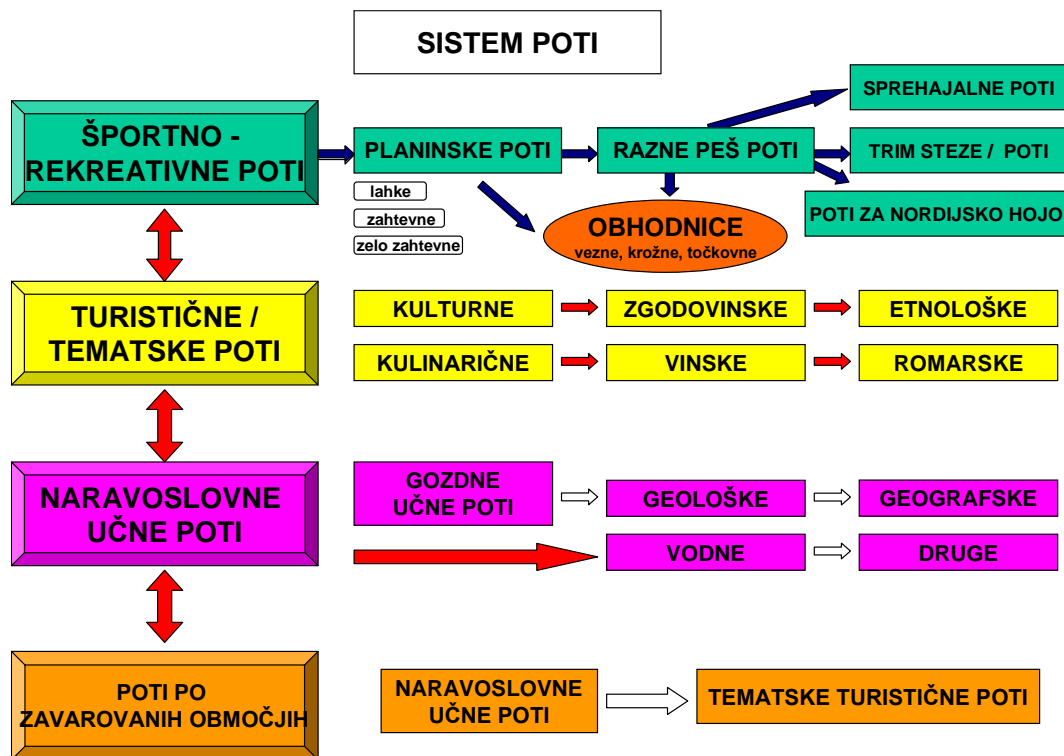 SISTEM POTI
ŠPORTNO -
REKREATIVNE POTI
PLANINSKE POTI
lahke
zahtevne
zelo zahtevne
RAZNE PEŠ POTI
SPREHAJALNE POTI
TRIM STEZE / POTI
POTI ZA NORDIJSKO HOJO
OBHODNICE
vezne, krožne, točkovne
TURISTIČNE /
TEMATSKE POTI
KULTURNE
ZGODOVINSKE
ETNOLOŠKE
KULINARIČNE
VINSKE
ROMARSKE
NARAVOSLOVNE
UČNE POTI
GOZDNE
UČNE POTI
GEOLOŠKE
GEOGRAFSKE
VODNE
DRUGE
POTI PO
ZAVAROVANIH OBMOČJIH
NARAVOSLOVNE
UČNE POTI
TEMATSKE TURISTIČNE POTI